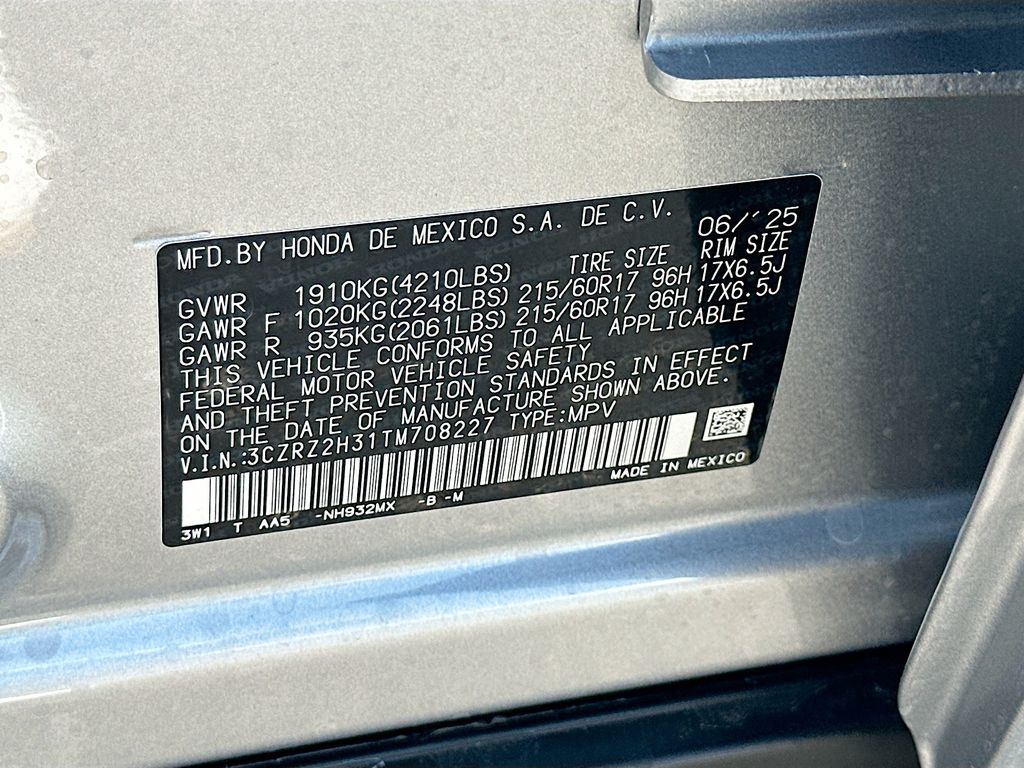 MFD.BY HONDA DE MEXICO S.A. DE C.V. 06/'25
TIRE SIZE RIM SIZE
GVWR 1910KG(4210LBS)
GAWR F 1020KG(2248LBS) 215/60R17 96H 17X6.5J
GAWR R 935KG(2061LBS) 215/60R17 96H 17X6.5J
THIS VEHICLE CONFORMS TO ALL APPLICABLE
FEDERAL MOTOR VEHICLE SAFETY
AND THEFT PREVENTION STANDARDS IN EFFECT
ON THE DATE OF MANUFACTURE SHOWN ABOVE.
V.I.N.:3CZRZ2H31TM708227 TYPE:MPV
MADE IN MEXICO
3W1 T AA5 -NH932MX -B -M